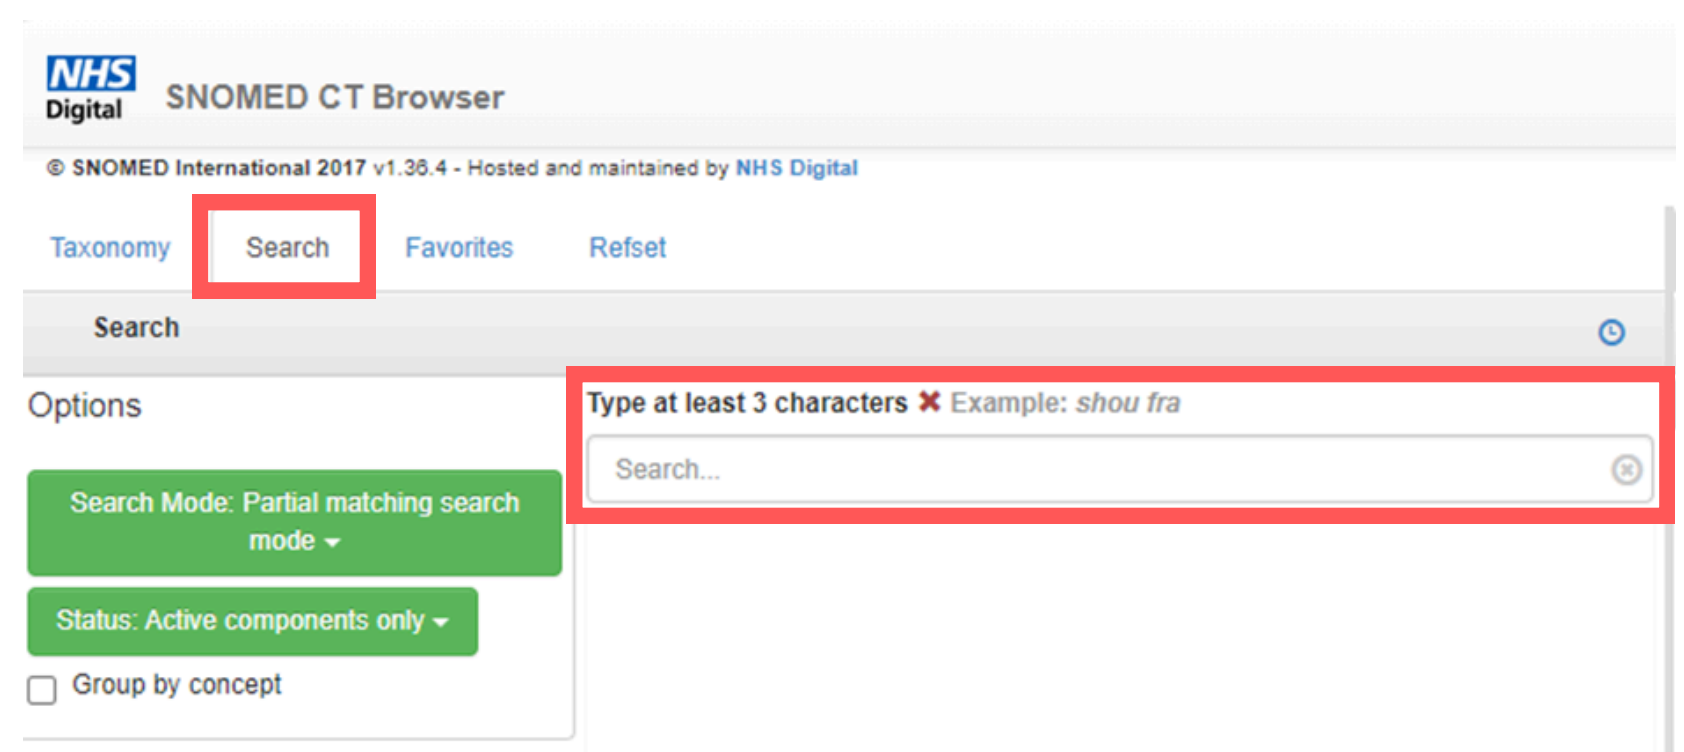 NHS
Digital
SNOMED CT Browser
© SNOMED International 2017 v1.36.4 - Hosted and maintained by NHS Digital
Taxonomy Search Favorites Refset
Search
Options
Type at least 3 characters ✖ Example: shou fra
Search...
Search Mode: Partial matching search
mode
Status: Active components only
Group by concept